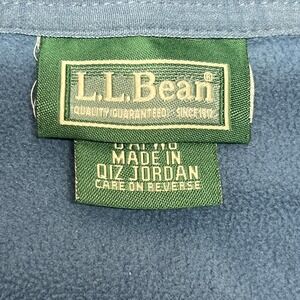 L.L.Bean®
QUALITY GUARANTEED SINCE 1912
MADE IN
QIZ JORDAN
CARE ON REVERSE